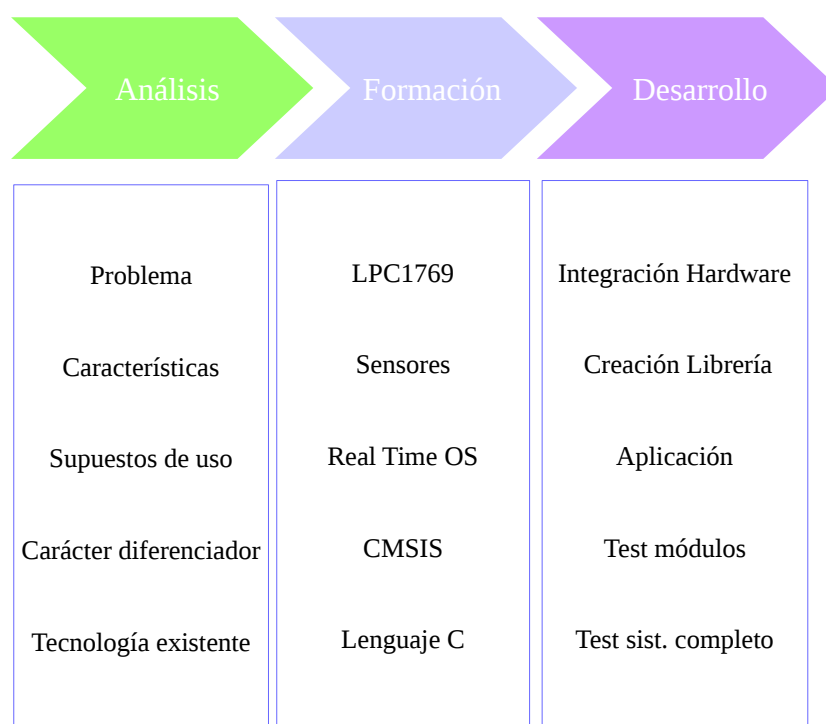 Análisis
Formación
Desarrollo
Problema
Características
Supuestos de uso
Carácter diferenciador
Tecnología existente
LPC1769
Sensores
Real Time OS
CMSIS
Lenguaje C
Integración Hardware
Creación Librería
Aplicación
Test módulos
Test sist. completo